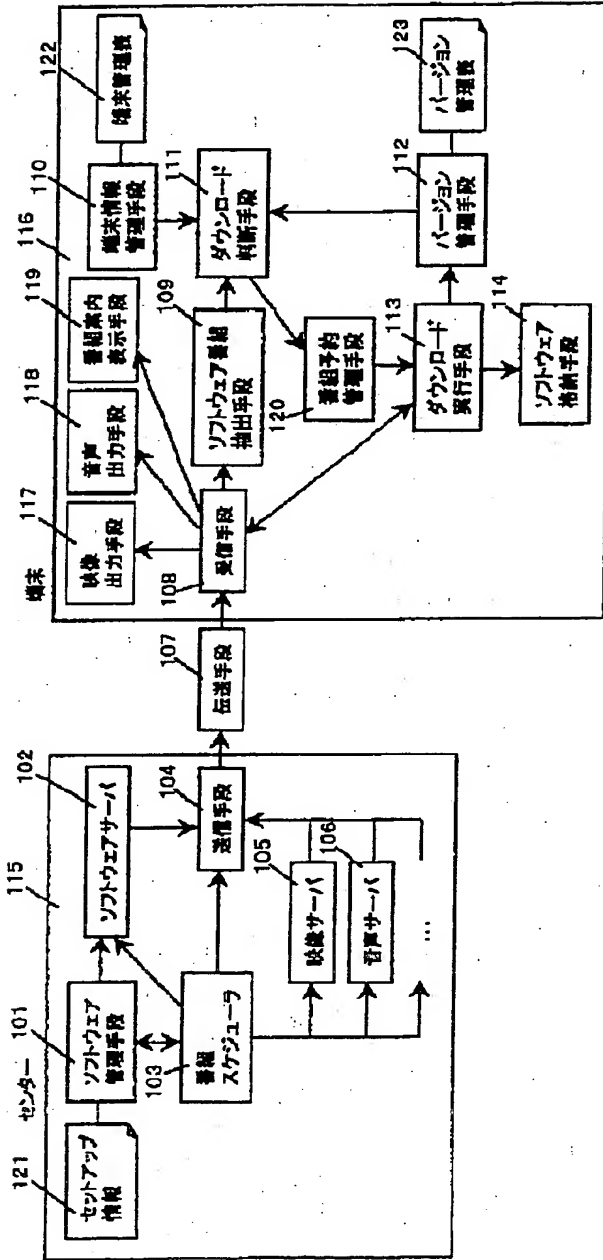 センター
115
121
セットアップ
情報
101
ソフトウェア
管理手段
102
ソフトウェアサーバ
103
番組
スケジューラ
104
送信手段
105
映像サーバ
106
音声サーバ
...
107
伝送手段
端末
116
117
映像
出力手段
118
音声
出力手段
119
番組案内
表示手段
110
端末情報
管理手段
122
端末管理表
108
受信手段
109
ソフトウェア番組
抽出手段
111
ダウンロード
判断手段
120
番組予約
管理手段
113
ダウンロード
実行手段
112
バージョン
管理手段
123
バージョン
管理表
114
ソフトウェア
格納手段